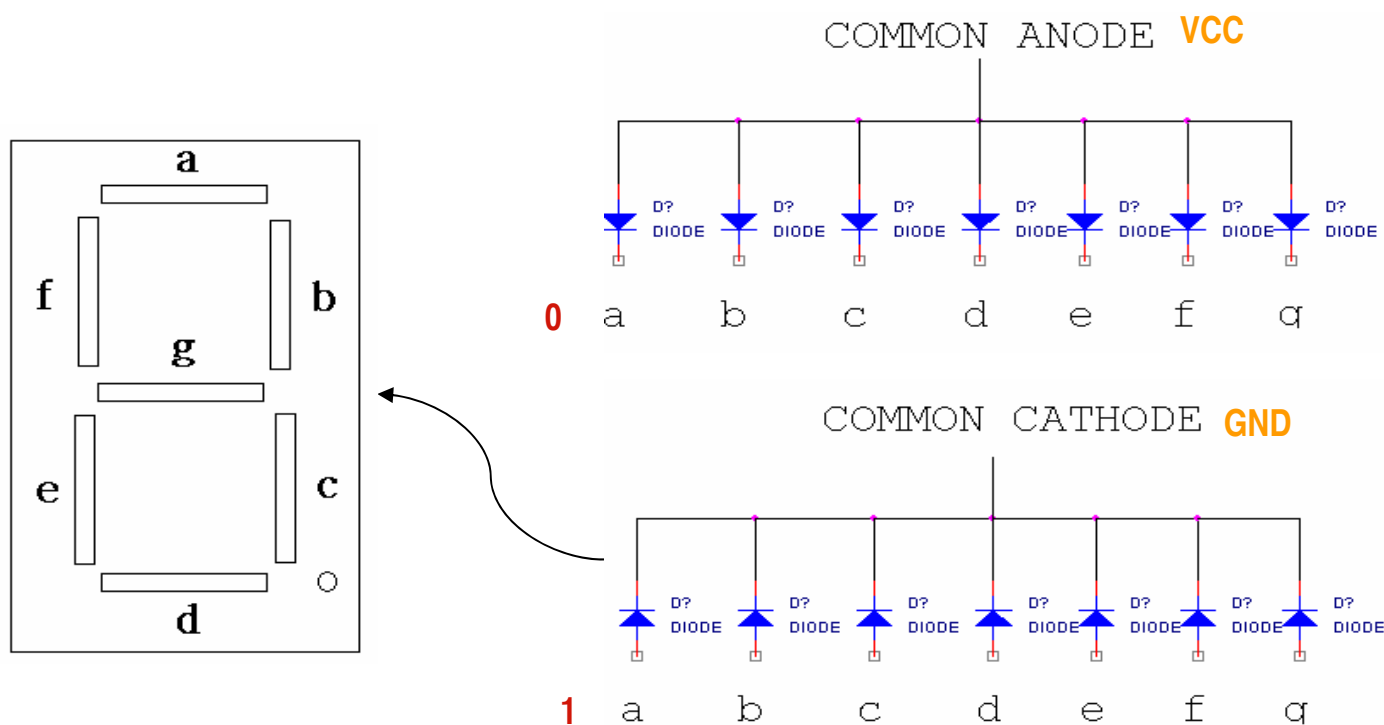 a
f
b
g
e
c
d
COMMON ANODE VCC
D? D? D? D? D? D? D?
DIODE DIODE DIODE DIODE DIODE DIODE DIODE
0 a b c d e f g
COMMON CATHODE GND
D? D? D? D? D? D? D?
DIODE DIODE DIODE DIODE DIODE DIODE DIODE
1 a b c d e f g